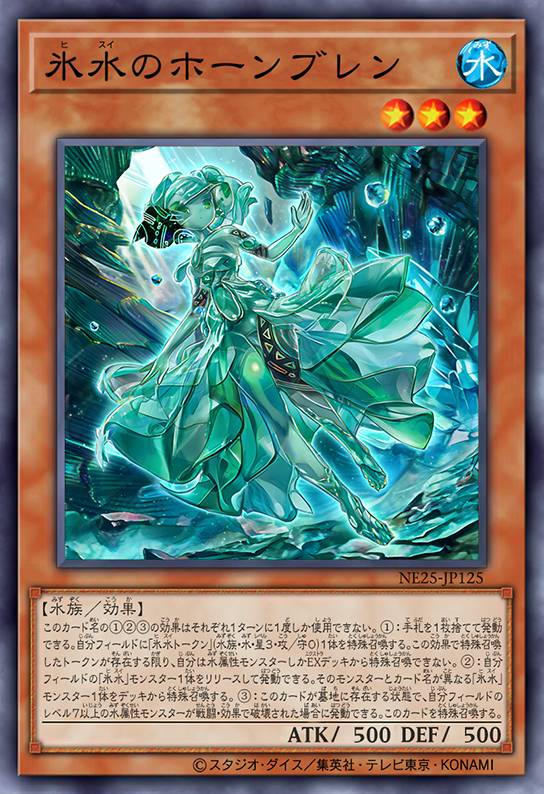 氷水のホーンブレン
水
NE25-JP125
【水族／効果】
このカード名の①②③の効果はそれぞれ1ターンに1度しか使用できない。①：手札を1枚捨てて発動
できる。自分フィールドに「氷水トークン」(水族・水・星3・攻／守0)1体を特殊召喚する。この効果で特殊召喚
したトークンが存在する限り、自分は水属性モンスターしかEXデッキから特殊召喚できない。②：自分
フィールドの「氷水」モンスター1体をリリースして発動できる。そのモンスターとカード名が異なる「氷水」
モンスター1体をデッキから特殊召喚する。③：このカードが墓地に存在する状態で、自分フィールドの
レベル7以上の水属性モンスターが戦闘・効果で破壊された場合に発動できる。このカードを特殊召喚する。
ATK/ 500 DEF/ 500
©スタジオ・ダイス／集英社・テレビ東京・KONAMI